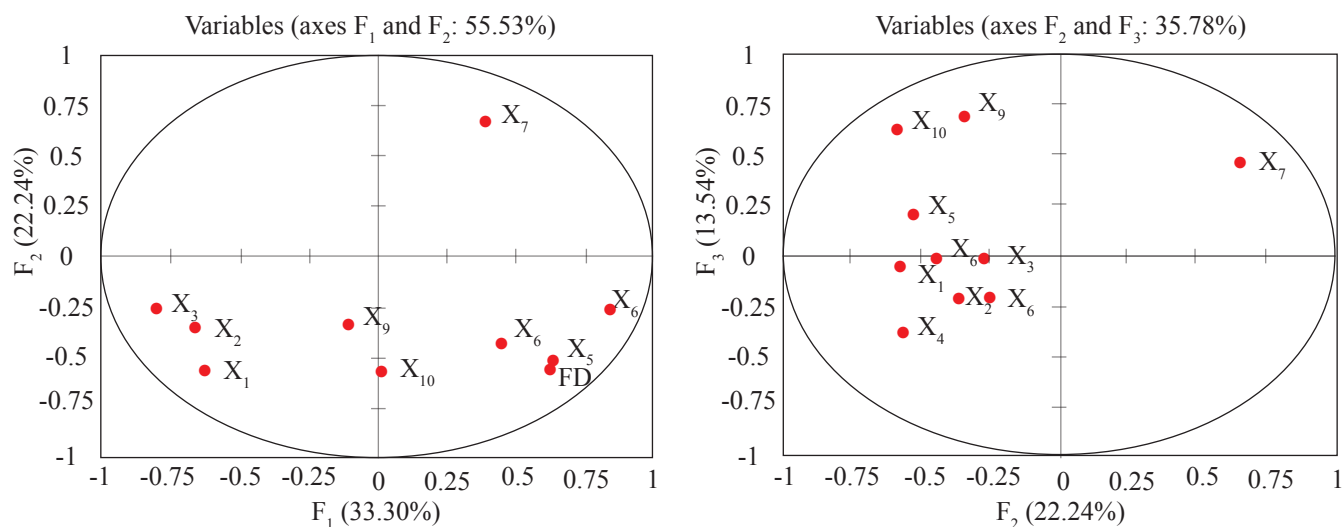 Variables (axes F₁ and F₂: 55.53%)
1
0.75
0.5
0.25
0
-0.25
-0.5
-0.75
-1
F₂ (22.24%)
X₇
X₃
X₂
X₁
X₉
X₁₀
X₆
X₆
X₅
FD
-1
-0.75
-0.5
-0.25
0
0.25
0.5
0.75
1
F₁ (33.30%)
Variables (axes F₂ and F₃: 35.78%)
1
0.75
0.5
0.25
0
-0.25
-0.5
-0.75
-1
F₃ (13.54%)
X₉
X₁₀
X₇
X₅
X₆
X₃
X₁
X₂
X₆
X₄
-1
-0.75
-0.5
-0.25
0
0.25
0.5
0.75
1
F₂ (22.24%)